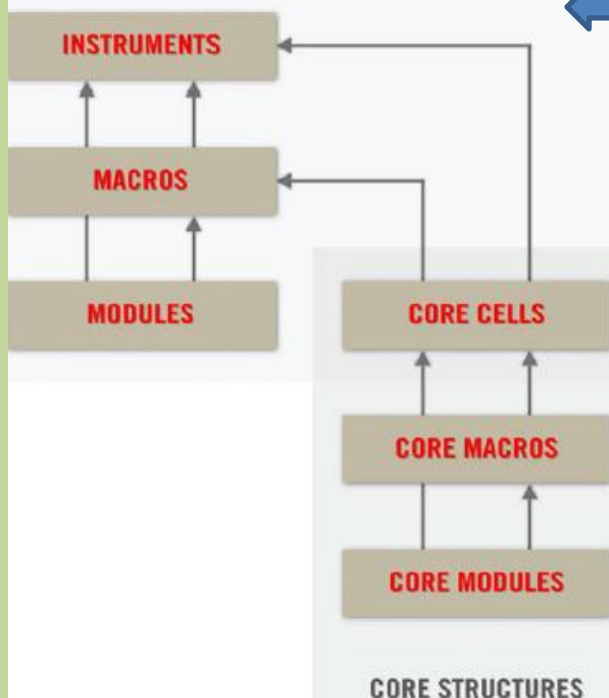 INSTRUMENTS
MACROS
MODULES
CORE CELLS
CORE MACROS
CORE MODULES
CORE STRUCTURES